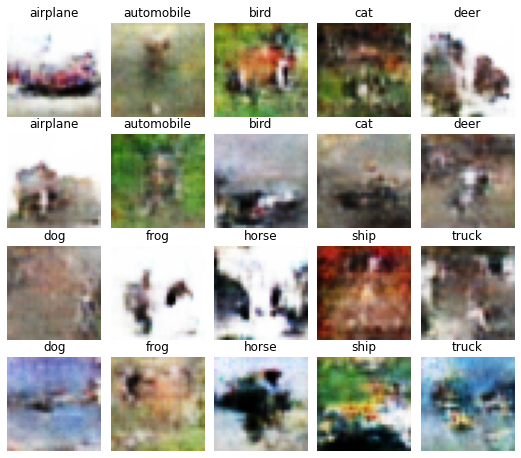 airplane automobile bird cat deer
airplane automobile bird cat deer
dog frog horse ship truck
dog frog horse ship truck